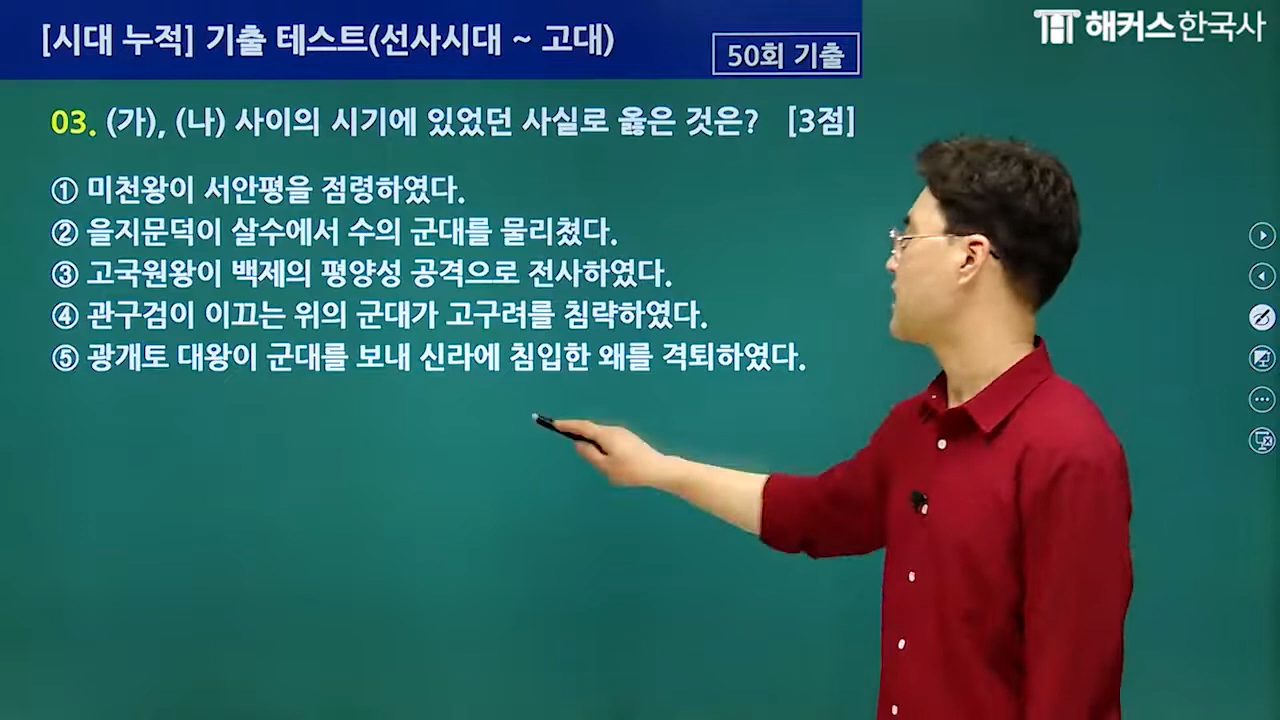 [시대 누적] 기출 테스트(선사시대 ~ 고대)
50회 기출
해커스한국사
03. (가), (나) 사이의 시기에 있었던 사실로 옳은 것은? [3점]
① 미천왕이 서안평을 점령하였다.
② 을지문덕이 살수에서 수의 군대를 물리쳤다.
③ 고국원왕이 백제의 평양성 공격으로 전사하였다.
④ 관구검이 이끄는 위의 군대가 고구려를 침략하였다.
⑤ 광개토 대왕이 군대를 보내 신라에 침입한 왜를 격퇴하였다.